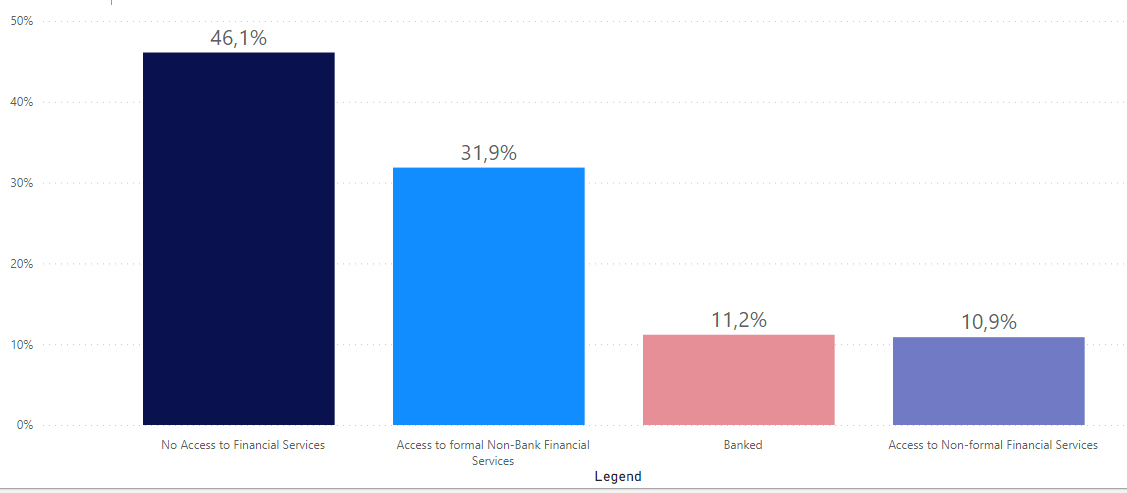 50%
46,1%
40%
31,9%
30%
20%
11,2%
10,9%
10%
0%
No Access to Financial Services
Access to formal Non-Bank Financial
Services
Banked
Access to Non-formal Financial Services
Legend